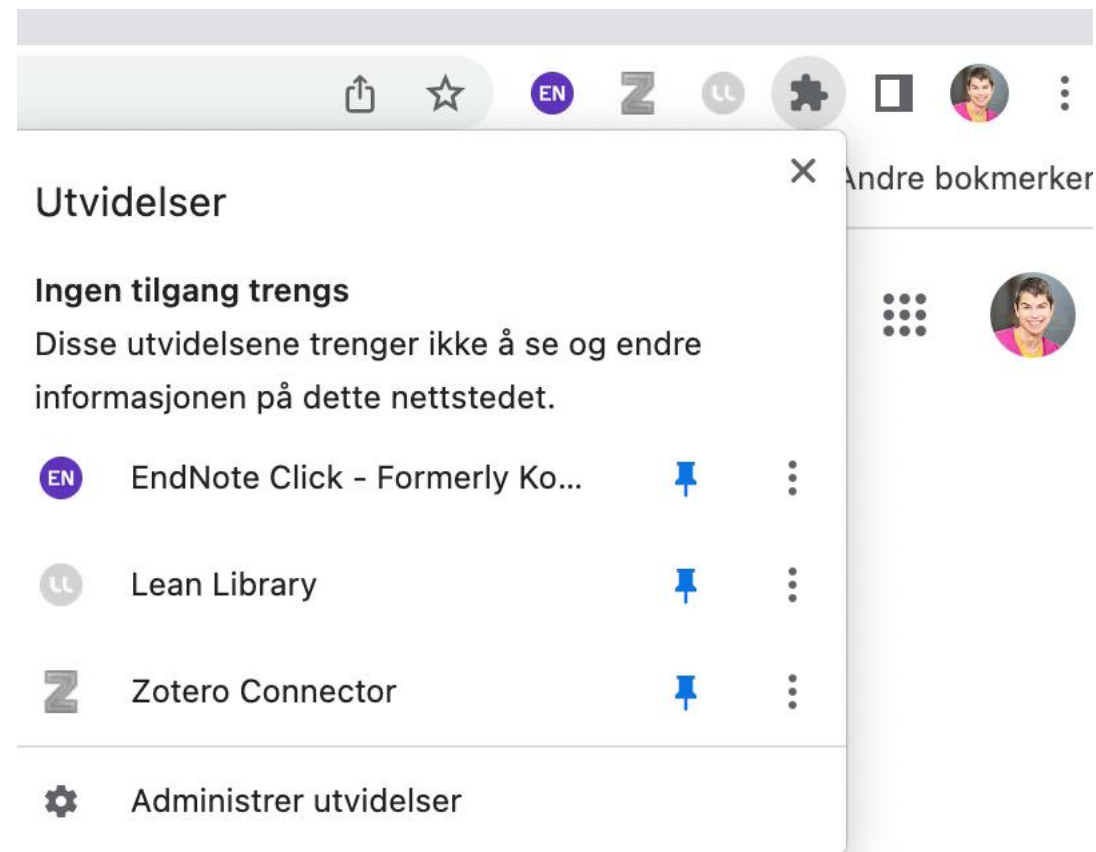 EN Z
Andre bokmerker
Utvidelser
Ingen tilgang trengs
Disse utvidelsene trenger ikke å se og endre
informasjonen på dette nettstedet.
EN EndNote Click - Formerly Ko...
Lean Library
Z Zotero Connector
Administrer utvidelser